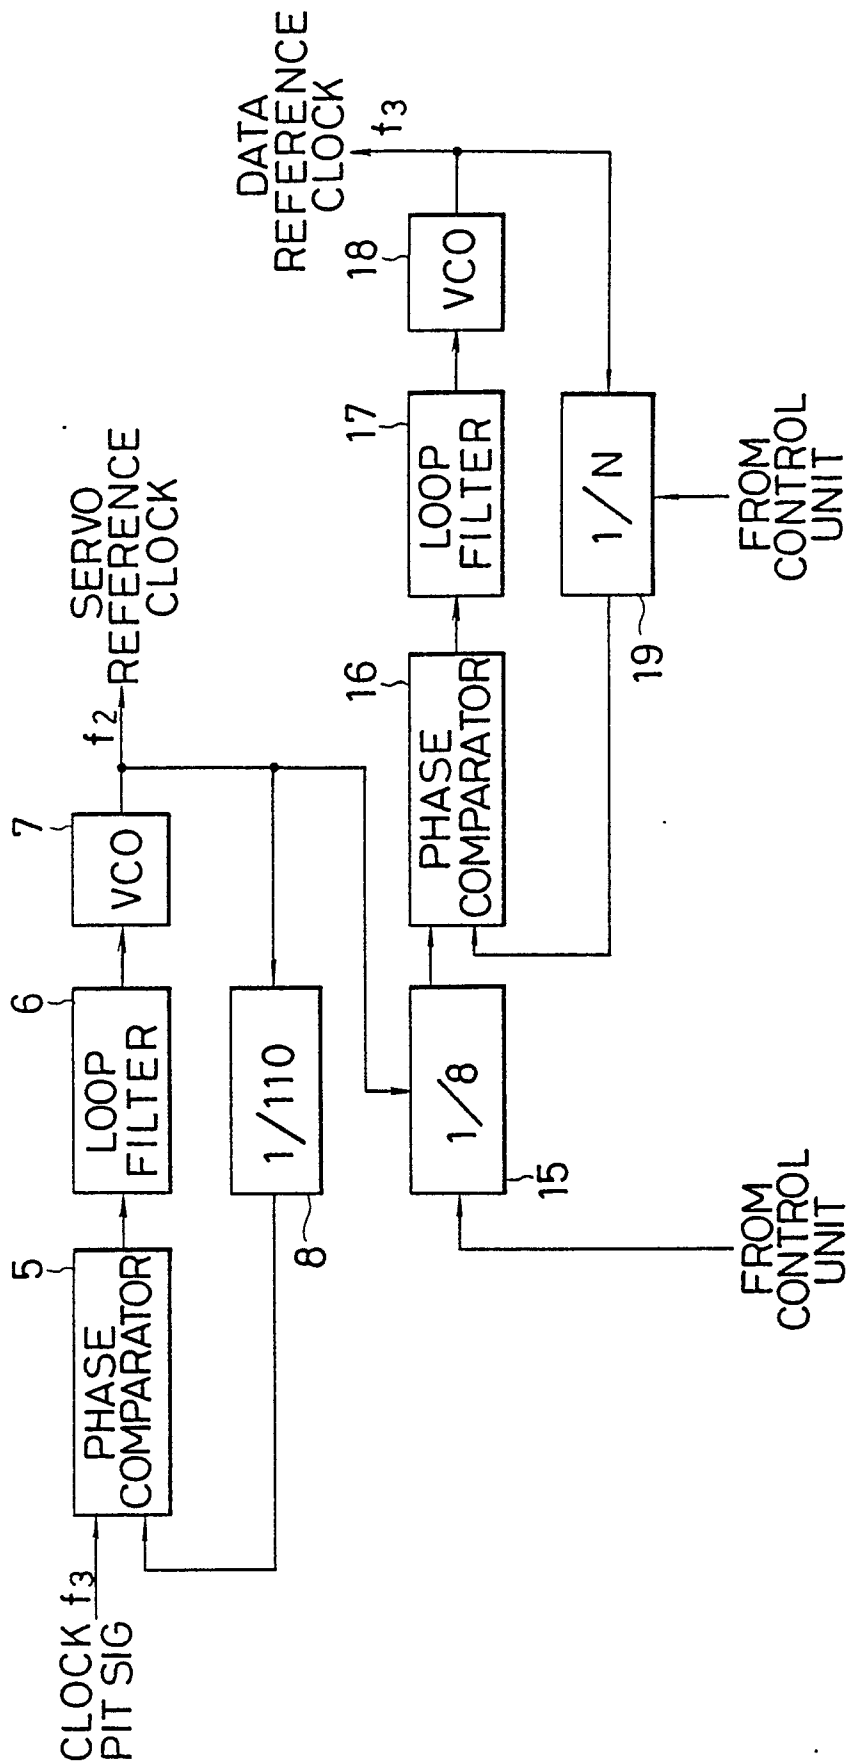 CLOCK f3
PIT SIG
5
PHASE
COMPARATOR
6
LOOP
FILTER
7
VCO
f2
SERVO
REFERENCE
CLOCK
1/110
8
1/8
15
FROM
CONTROL
UNIT
16
PHASE
COMPARATOR
17
LOOP
FILTER
18
VCO
f3
DATA
REFERENCE
CLOCK
1/N
19
FROM
CONTROL
UNIT